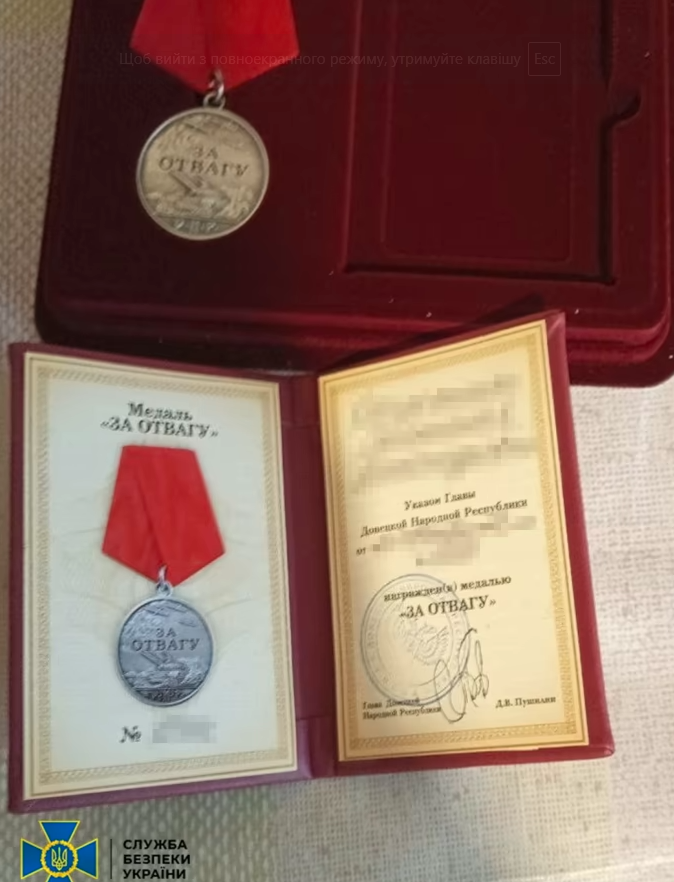 Щоб вийти з повноекранного режиму, утримуйте клавішу Esc
ЗА
ОТВАГУ
Медаль
«ЗА ОТВАГУ»
ЗА
ОТВАГУ
№
Указом Главы
Донецкой Народной Республики
от
награжден(а) медалью
«ЗА ОТВАГУ»
Глава Донецкой
Народной Республики
Д.В. Пушилин
СЛУЖБА
БЕЗПЕКИ
УКРАЇНИ